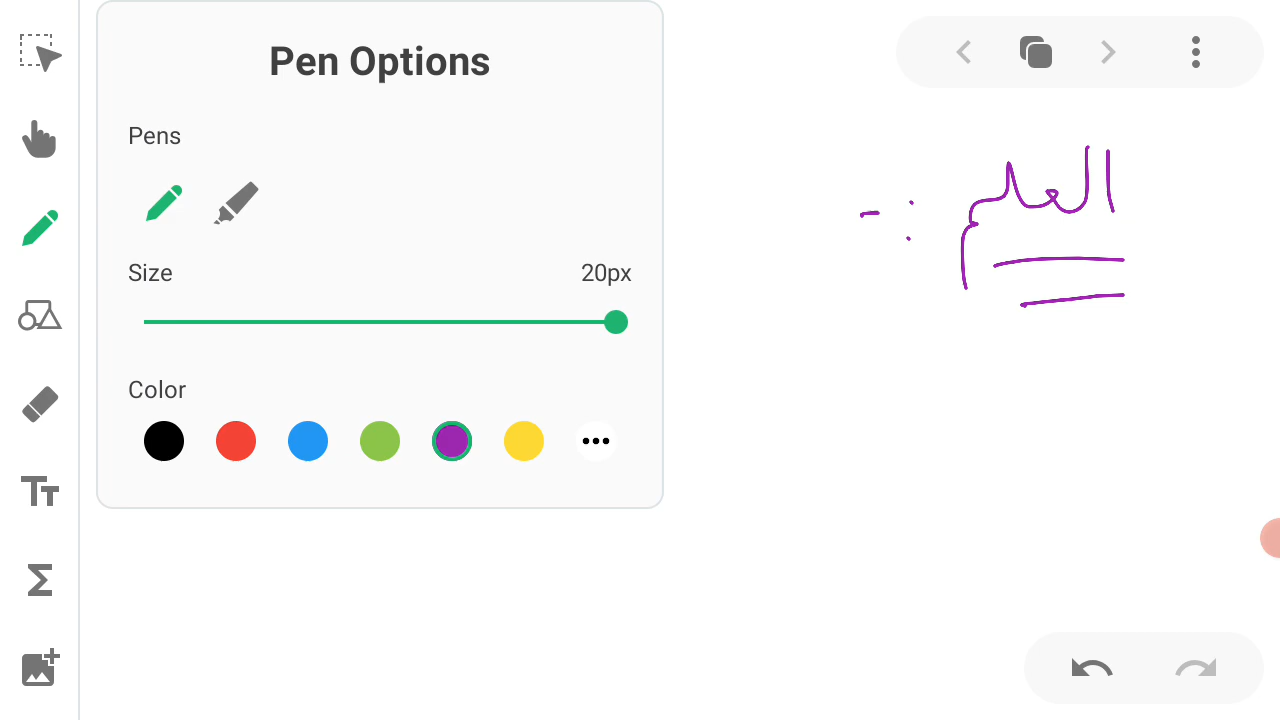 Pen Options
Pens
Size 20px
Color
العلم :-